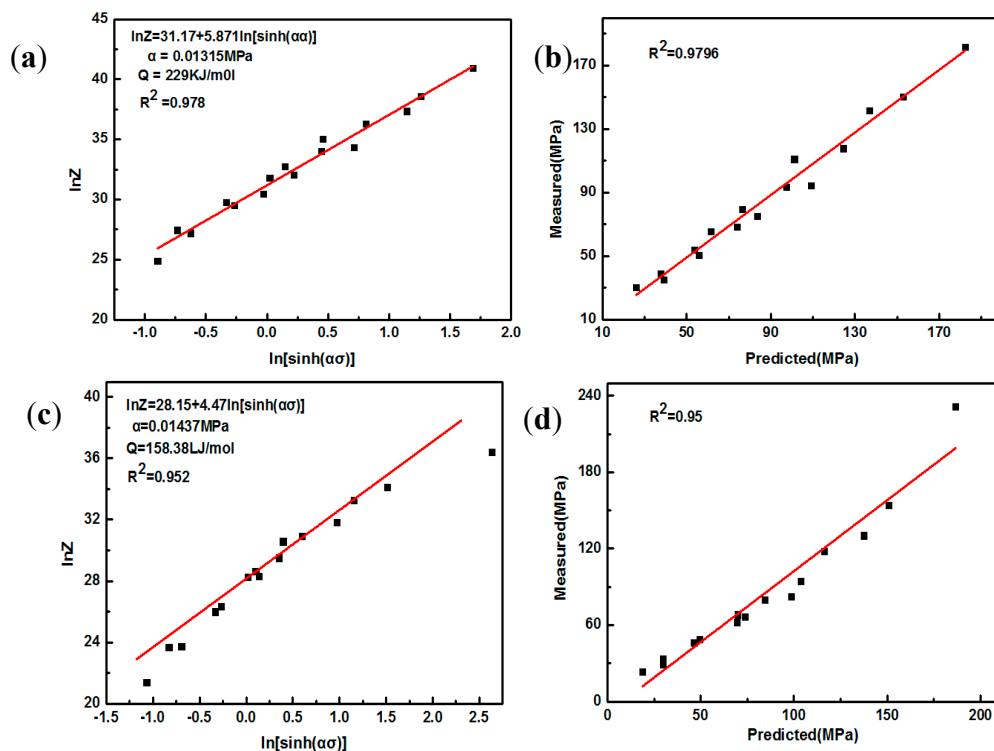 (a)
lnZ=31.17+5.871ln[sinh(αα)]
α = 0.01315MPa
Q = 229KJ/m0l
R2 = 0.978
45
40
35
30
25
20
lnZ
-1.0 -0.5 0.0 0.5 1.0 1.5 2.0
ln[sinh(ασ)]
(b)
R2=0.9796
170
130
90
50
10
Measured(MPa)
10 50 90 130 170
Predicted(MPa)
(c)
lnZ=28.15+4.47ln[sinh(ασ)]
α=0.01437MPa
Q=158.38LJ/mol
R2=0.952
40
36
32
28
24
20
lnZ
-1.5 -1.0 -0.5 0.0 0.5 1.0 1.5 2.0 2.5
ln[sinh(ασ)]
(d)
R2=0.95
240
180
120
60
0
Measured(MPa)
0 50 100 150 200
Predicted(MPa)